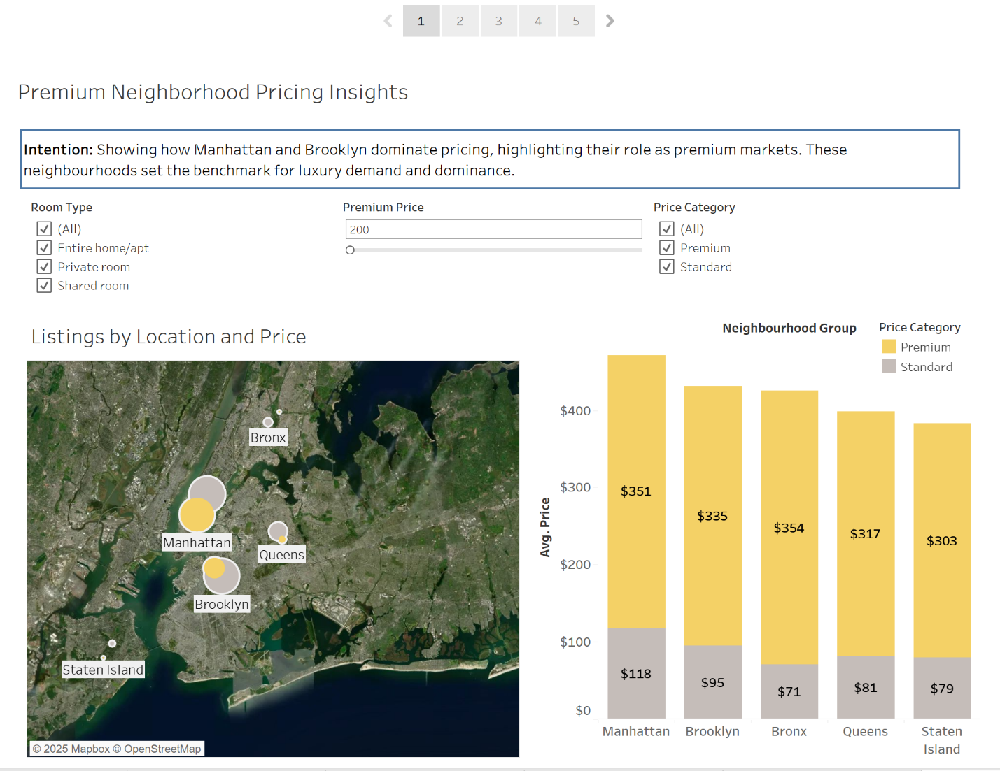 1 2 3 4 5
Premium Neighborhood Pricing Insights
Intention: Showing how Manhattan and Brooklyn dominate pricing, highlighting their role as premium markets. These
neighbourhoods set the benchmark for luxury demand and dominance.
Room Type
(All)
Entire home/apt
Private room
Shared room
Premium Price
200
Price Category
(All)
Premium
Standard
Listings by Location and Price
Bronx
Manhattan
Queens
Brooklyn
Staten Island
© 2025 Mapbox © OpenStreetMap
Neighbourhood Group
Price Category
Premium
Standard
Avg. Price
$400
$300
$200
$100
$0
$351
$335
$354
$317
$303
$118
$95
$71
$81
$79
Manhattan
Brooklyn
Bronx
Queens
Staten
Island